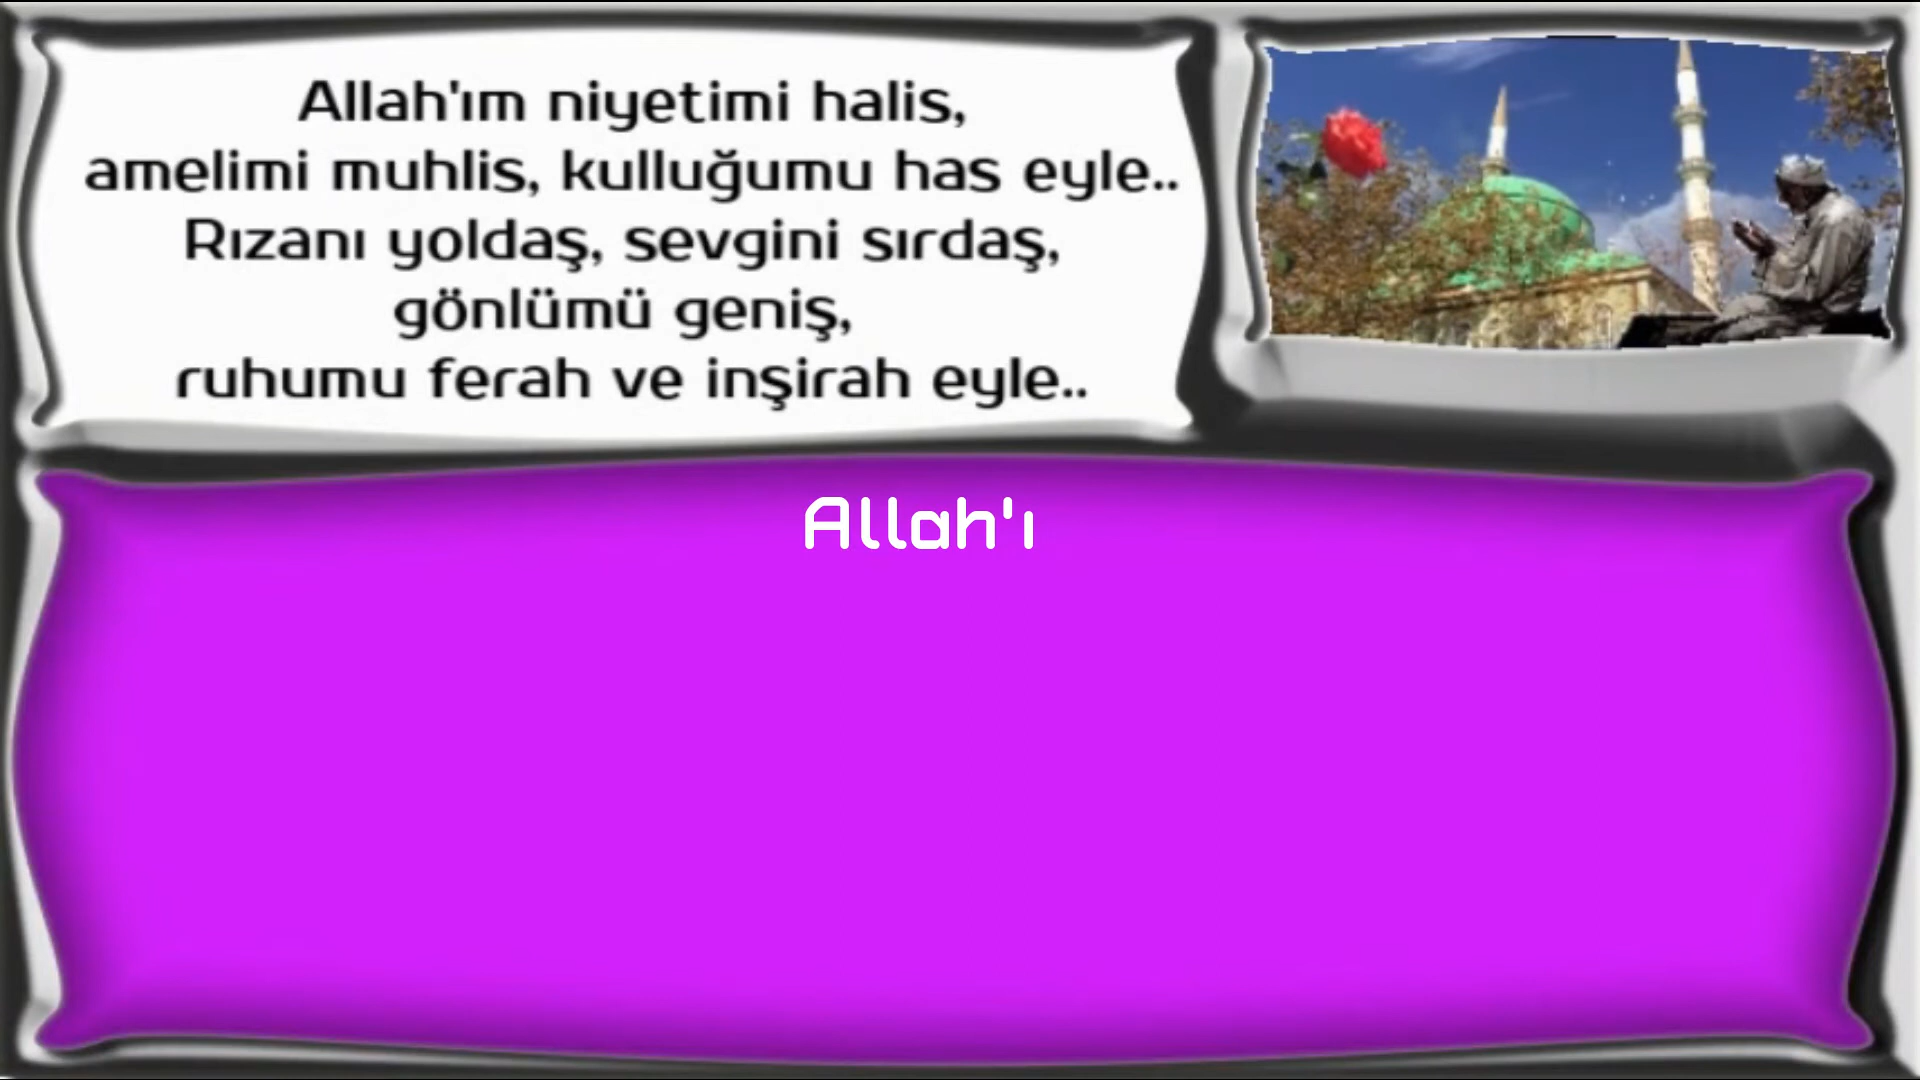 Allah'ım niyetimi halis,
amelimi muhlis, kulluğumu has eyle..
Rızanı yoldaş, sevgini sırdaş,
gönlümü geniş,
ruhumu ferah ve inşirah eyle..
Allah'ı